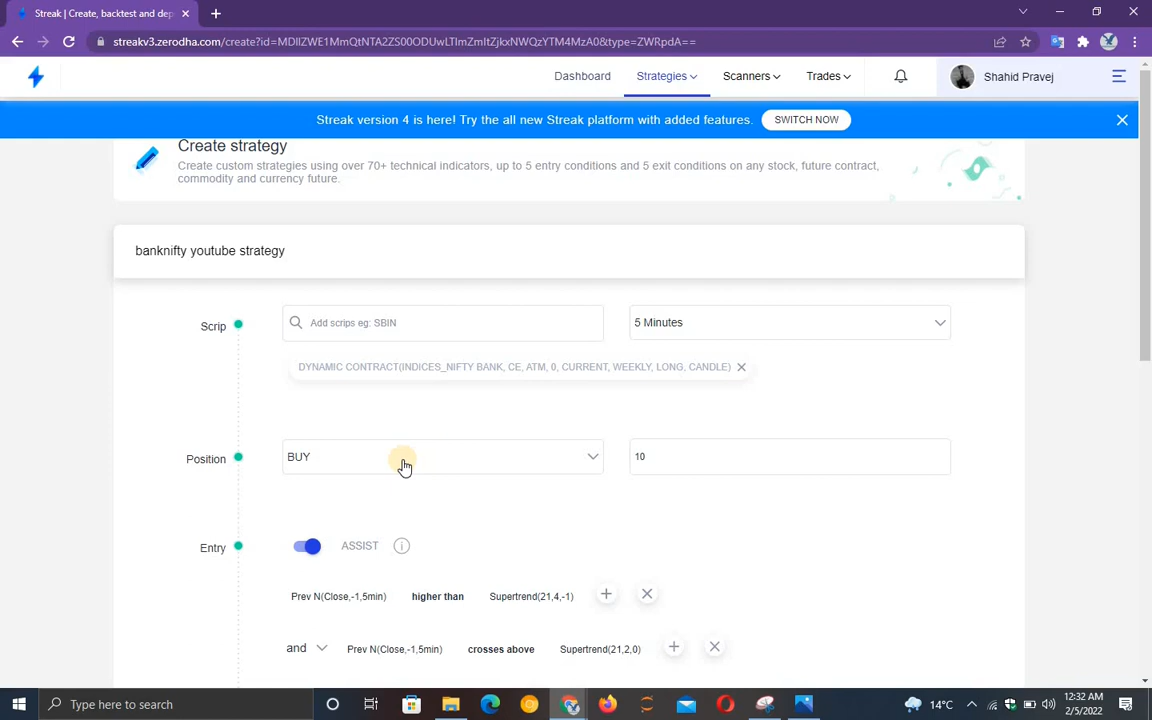 Streak | Create, backtest and dep
streakv3.zerodha.com/create?id=MDIlZWE1MmQtNTA2ZS00ODUwLTlmZmItZjkxNWQzYTM4MzA0&type=ZWRpdA==
Dashboard Strategies Scanners Trades Shahid Pravej
Streak version 4 is here! Try the all new Streak platform with added features. SWITCH NOW
Create strategy
Create custom strategies using over 70+ technical indicators, up to 5 entry conditions and 5 exit conditions on any stock, future contract,
commodity and currency future.
banknifty youtube strategy
Scrip Add scrips eg: SBIN 5 Minutes
DYNAMIC CONTRACT(INDICES_NIFTY BANK, CE, ATM, 0, CURRENT, WEEKLY, LONG, CANDLE)
Position BUY 10
Entry ASSIST
Prev N(Close,-1,5min) higher than Supertrend(21,4,-1)
and Prev N(Close,-1,5min) crosses above Supertrend(21,2,0)
Type here to search
14°C
12:32 AM
2/5/2022